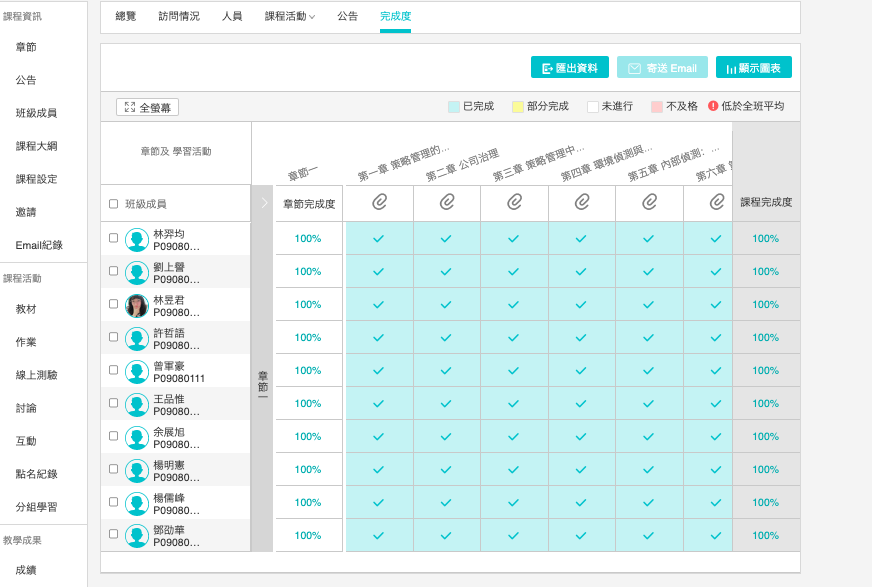 課程資訊
章節
公告
班級成員
課程大綱
課程設定
邀請
Email紀錄
課程活動
教材
作業
線上測驗
討論
互動
點名紀錄
分組學習
教學成果
成績
總覽 訪問情況 人員 課程活動 公告 完成度
匯出資料 寄送 Email 顯示圖表
全螢幕 已完成 部分完成 未進行 不及格 低於全班平均
章節及 學習活動
章節一 第一章 策略管理的... 第二章 公司治理 第三章 策略管理中... 第四章 環境偵測與... 第五章 內部偵測: ... 第六章
班級成員 章節完成度 課程完成度
章節一
林羿均
P09080...
100% 100%
劉上謦
P09080...
100% 100%
林昱君
P09080...
100% 100%
許哲語
P09080...
100% 100%
曾軍豪
P09080111
100% 100%
王品惟
P09080...
100% 100%
余展旭
P09080...
100% 100%
楊明憲
P09080...
100% 100%
楊儒峰
P09080...
100% 100%
鄧劭華
P09080...
100% 100%